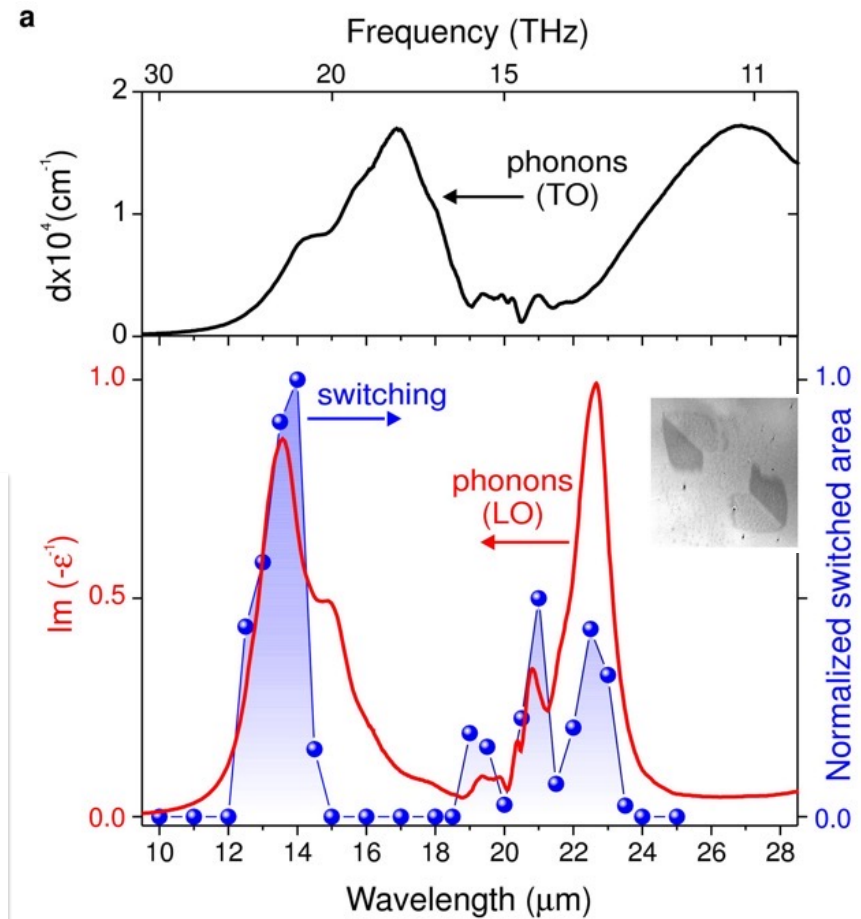 a
Frequency (THz)
30 20 15 11
2
1
0
dx10⁴(cm⁻¹)
phonons
(TO)
1.0
0.5
0.0
Im (-ε⁻¹)
switching
phonons
(LO)
1.0
0.0
Normalized switched area
10 12 14 16 18 20 22 24 26 28
Wavelength (μm)